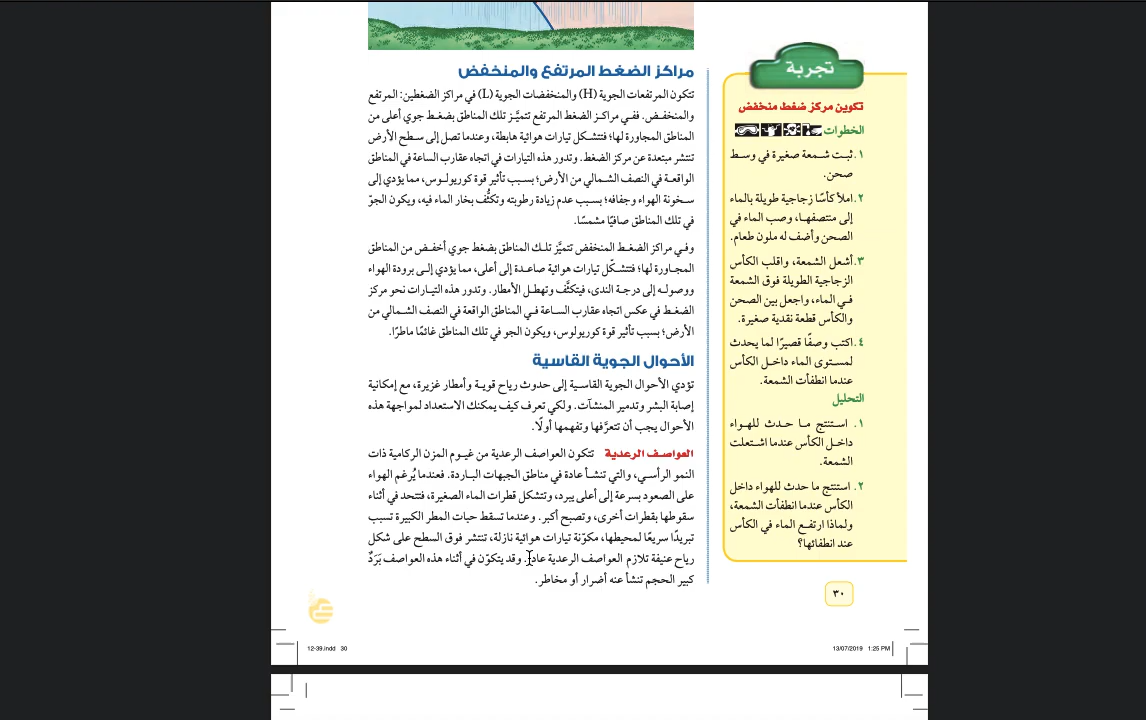 مراكز الضغط المرتفع والمنخفض
تتكون المرتفعات الجوية (H) والمنخفضات الجوية (L) في مراكز الضغطين: المرتفع
والمنخفض. ففي مراكز الضغط المرتفع تتميَّز تلك المناطق بضغط جوي أعلى من
المناطق المجاورة لها؛ فتتشكل تيارات هوائية هابطة، وعندما تصل إلى سطح الأرض
تنتشر مبتعدة عن مركز الضغط. وتدور هذه التيارات في اتجاه عقارب الساعة في المناطق
الواقعة في النصف الشمالي من الأرض؛ بسبب تأثير قوة كوريولوس، مما يؤدي إلى
سخونة الهواء وجفافه؛ بسبب عدم زيادة رطوبته وتكثُّف بخار الماء فيه، ويكون الجوّ
في تلك المناطق صافيًا مشمسًا.
وفي مراكز الضغط المنخفض تتميَّز تلك المناطق بضغط جوي أخفض من المناطق
المجاورة لها؛ فتتشكّل تيارات هوائية صاعدة إلى أعلى، مما يؤدي إلى برودة الهواء
ووصوله إلى درجة الندى، فيتكثَّف وتهطل الأمطار. وتدور هذه التيارات نحو مركز
الضغط في عكس اتجاه عقارب الساعة في المناطق الواقعة في النصف الشمالي من
الأرض؛ بسبب تأثير قوة كوريولوس، ويكون الجو في تلك المناطق غائمًا ماطرًا.
الأحوال الجوية القاسية
تؤدي الأحوال الجوية القاسية إلى حدوث رياح قوية وأمطار غزيرة، مع إمكانية
إصابة البشر وتدمير المنشآت. ولكي تعرف كيف يمكنك الاستعداد لمواجهة هذه
الأحوال يجب أن تتعرَّفها وتفهمها أولًا.
العواصف الرعدية تتكون العواصف الرعدية من غيوم المزن الركامية ذات
النمو الرأسي، والتي تنشأ عادة في مناطق الجبهات الباردة. فعندما يُرغم الهواء
على الصعود بسرعة إلى أعلى يبرد، وتتشكل قطرات الماء الصغيرة، فتتحد في أثناء
سقوطها بقطرات أخرى، وتصبح أكبر. وعندما تسقط حبات المطر الكبيرة تسبب
تبريدًا سريعًا لمحيطها، مكوّنة تيارات هوائية نازلة، تنتشر فوق السطح على شكل
رياح عنيفة تلازم العواصف الرعدية عادة. وقد يتكوّن في أثناء هذه العواصف بَرَدٌ
كبير الحجم تنشأ عنه أضرار أو مخاطر.
تجربة
تكوين مركز ضغط منخفض
الخطوات
١. ثبت شمعة صغيرة في وسط
صحن.
٢. املأ كأسًا زجاجية طويلة بالماء
إلى منتصفها، وصب الماء في
الصحن وأضف له ملون طعام.
٣. أشعل الشمعة، واقلب الكأس
الزجاجية الطويلة فوق الشمعة
في الماء، واجعل بين الصحن
والكأس قطعة نقدية صغيرة.
٤. اكتب وصفًا قصيرًا لما يحدث
لمستوى الماء داخل الكأس
عندما انطفأت الشمعة.
التحليل
١. استنتج ما حدث للهواء
داخل الكأس عندما اشتعلت
الشمعة.
٢. استنتج ما حدث للهواء داخل
الكأس عندما انطفأت الشمعة،
ولماذا ارتفع الماء في الكأس
عند انطفائها؟
٣٠
12-39.indd 30
13/07/2019 1:25 PM